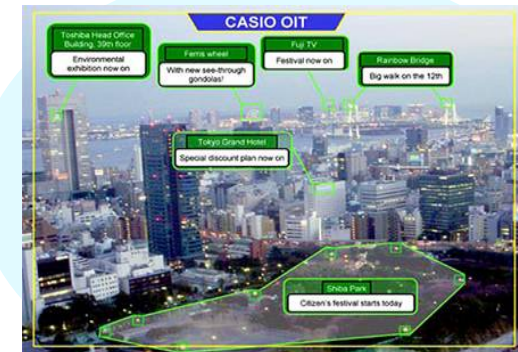 CASIO OIT
Toshiba Head Office
Building, 39th floor
Environmental
exhibition now on
Ferris wheel
With new see-through
gondolas!
Fuji TV
Festival now on
Rainbow Bridge
Big walk on the 12th
Tokyo Grand Hotel
Special discount plan now on
Shiba Park
Citizen's festival starts today